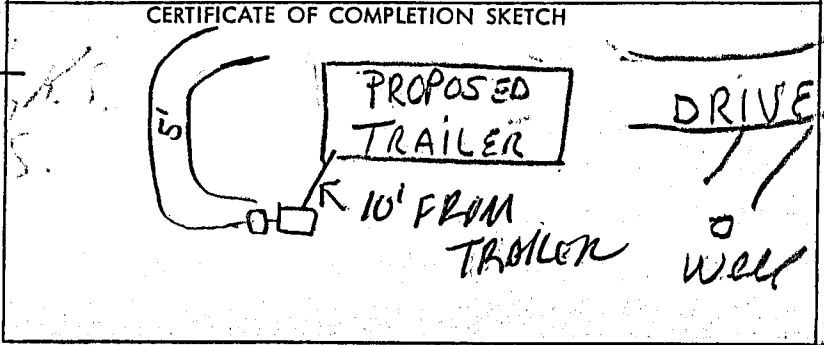 CERTIFICATE OF COMPLETION SKETCH
PROPOSED
TRAILER
DRIVE
5'
10' FROM
TRAILER
Well